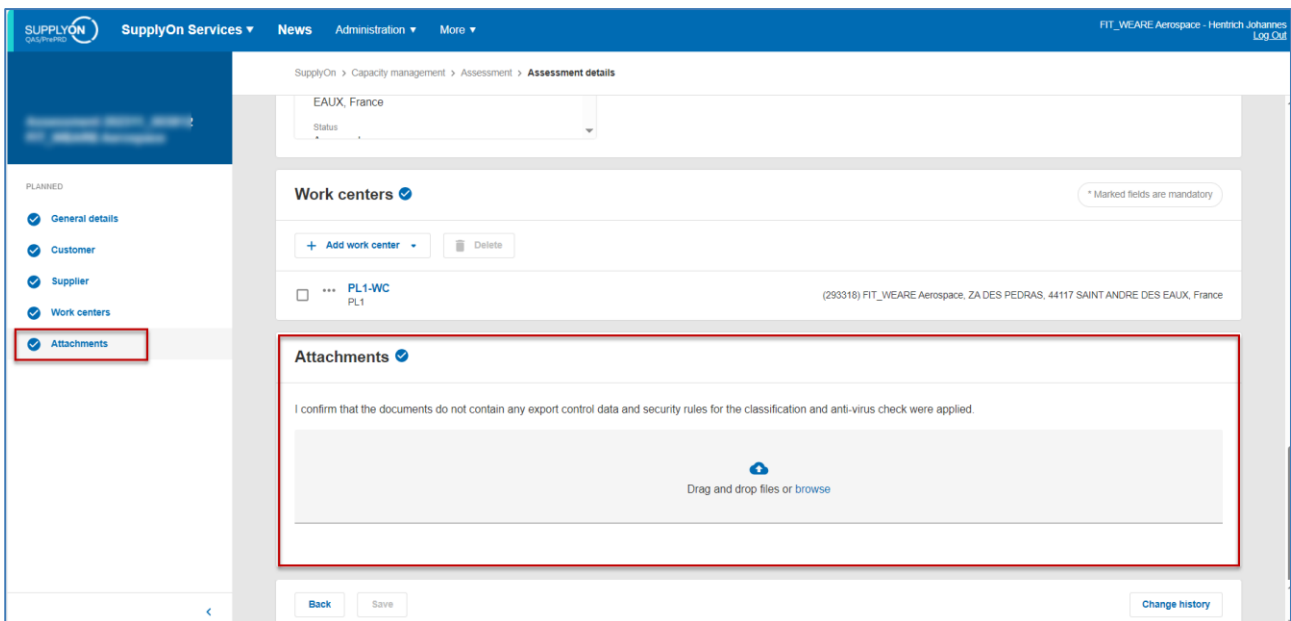 SUPPLYON
QAS/PrePRD
SupplyOn Services ▾ News Administration ▾ More ▾
FIT_WEARE Aerospace - Hentrich Johannes
Log Out
SupplyOn > Capacity management > Assessment > Assessment details
PLANNED
General details
Customer
Supplier
Work centers
Attachments
EAUX, France
Status
Work centers
* Marked fields are mandatory
+ Add work center
Delete
PL1-WC
PL1
(293318) FIT_WEARE Aerospace, ZA DES PEDRAS, 44117 SAINT ANDRE DES EAUX, France
Attachments
I confirm that the documents do not contain any export control data and security rules for the classification and anti-virus check were applied.
Drag and drop files or browse
Back Save Change history